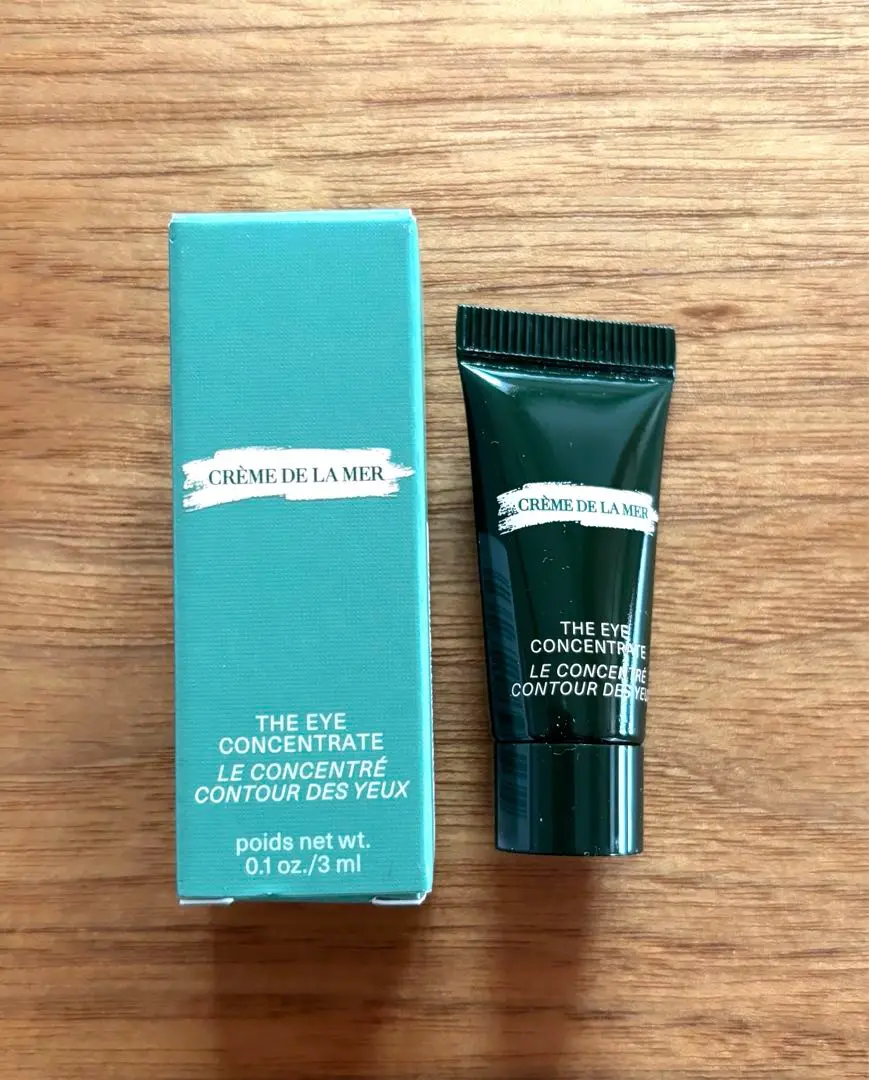 CRÈME DE LA MER
THE EYE
CONCENTRATE
LE CONCENTRÉ
CONTOUR DES YEUX
poids net wt.
0.1 oz./3 ml
CRÈME DE LA MER
THE EYE
CONCENTRATE
LE CONCENTRÉ
CONTOUR DES YEU